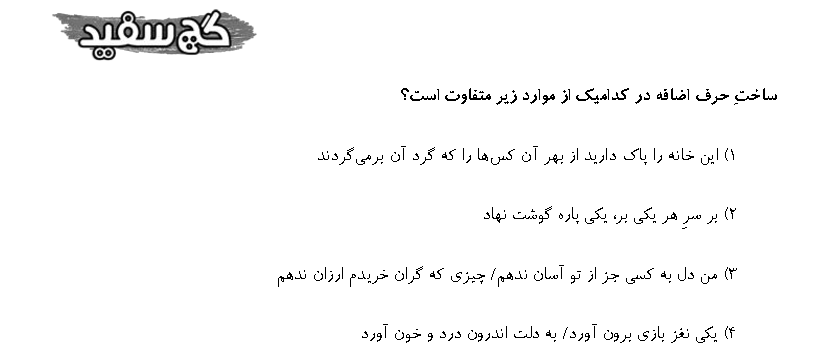 گچ سفید
ساختِ حرف اضافه در کدامیک از موارد زیر متفاوت است؟
۱) این خانه را پاک دارید از بهر آن کس‌ها را که گرد آن برمی‌گردند
۲) بر سرِ هر یکی بر، یکی پاره گوشت نهاد
۳) من دل به کسی جز از تو آسان ندهم/ چیزی که گران خریدم ارزان ندهم
۴) یکی نغز بازی برون آورد/ به دلت اندرون درد و خون آورد